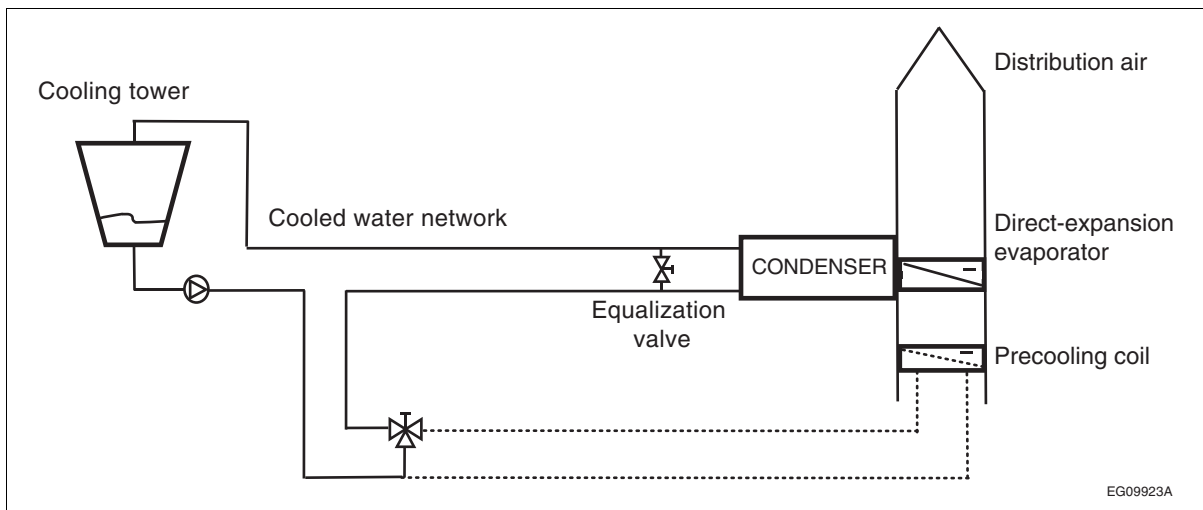 Distribution air
Cooling tower
Cooled water network
Direct-expansion
evaporator
CONDENSER
Equalization
valve
Precooling coil
EG09923A